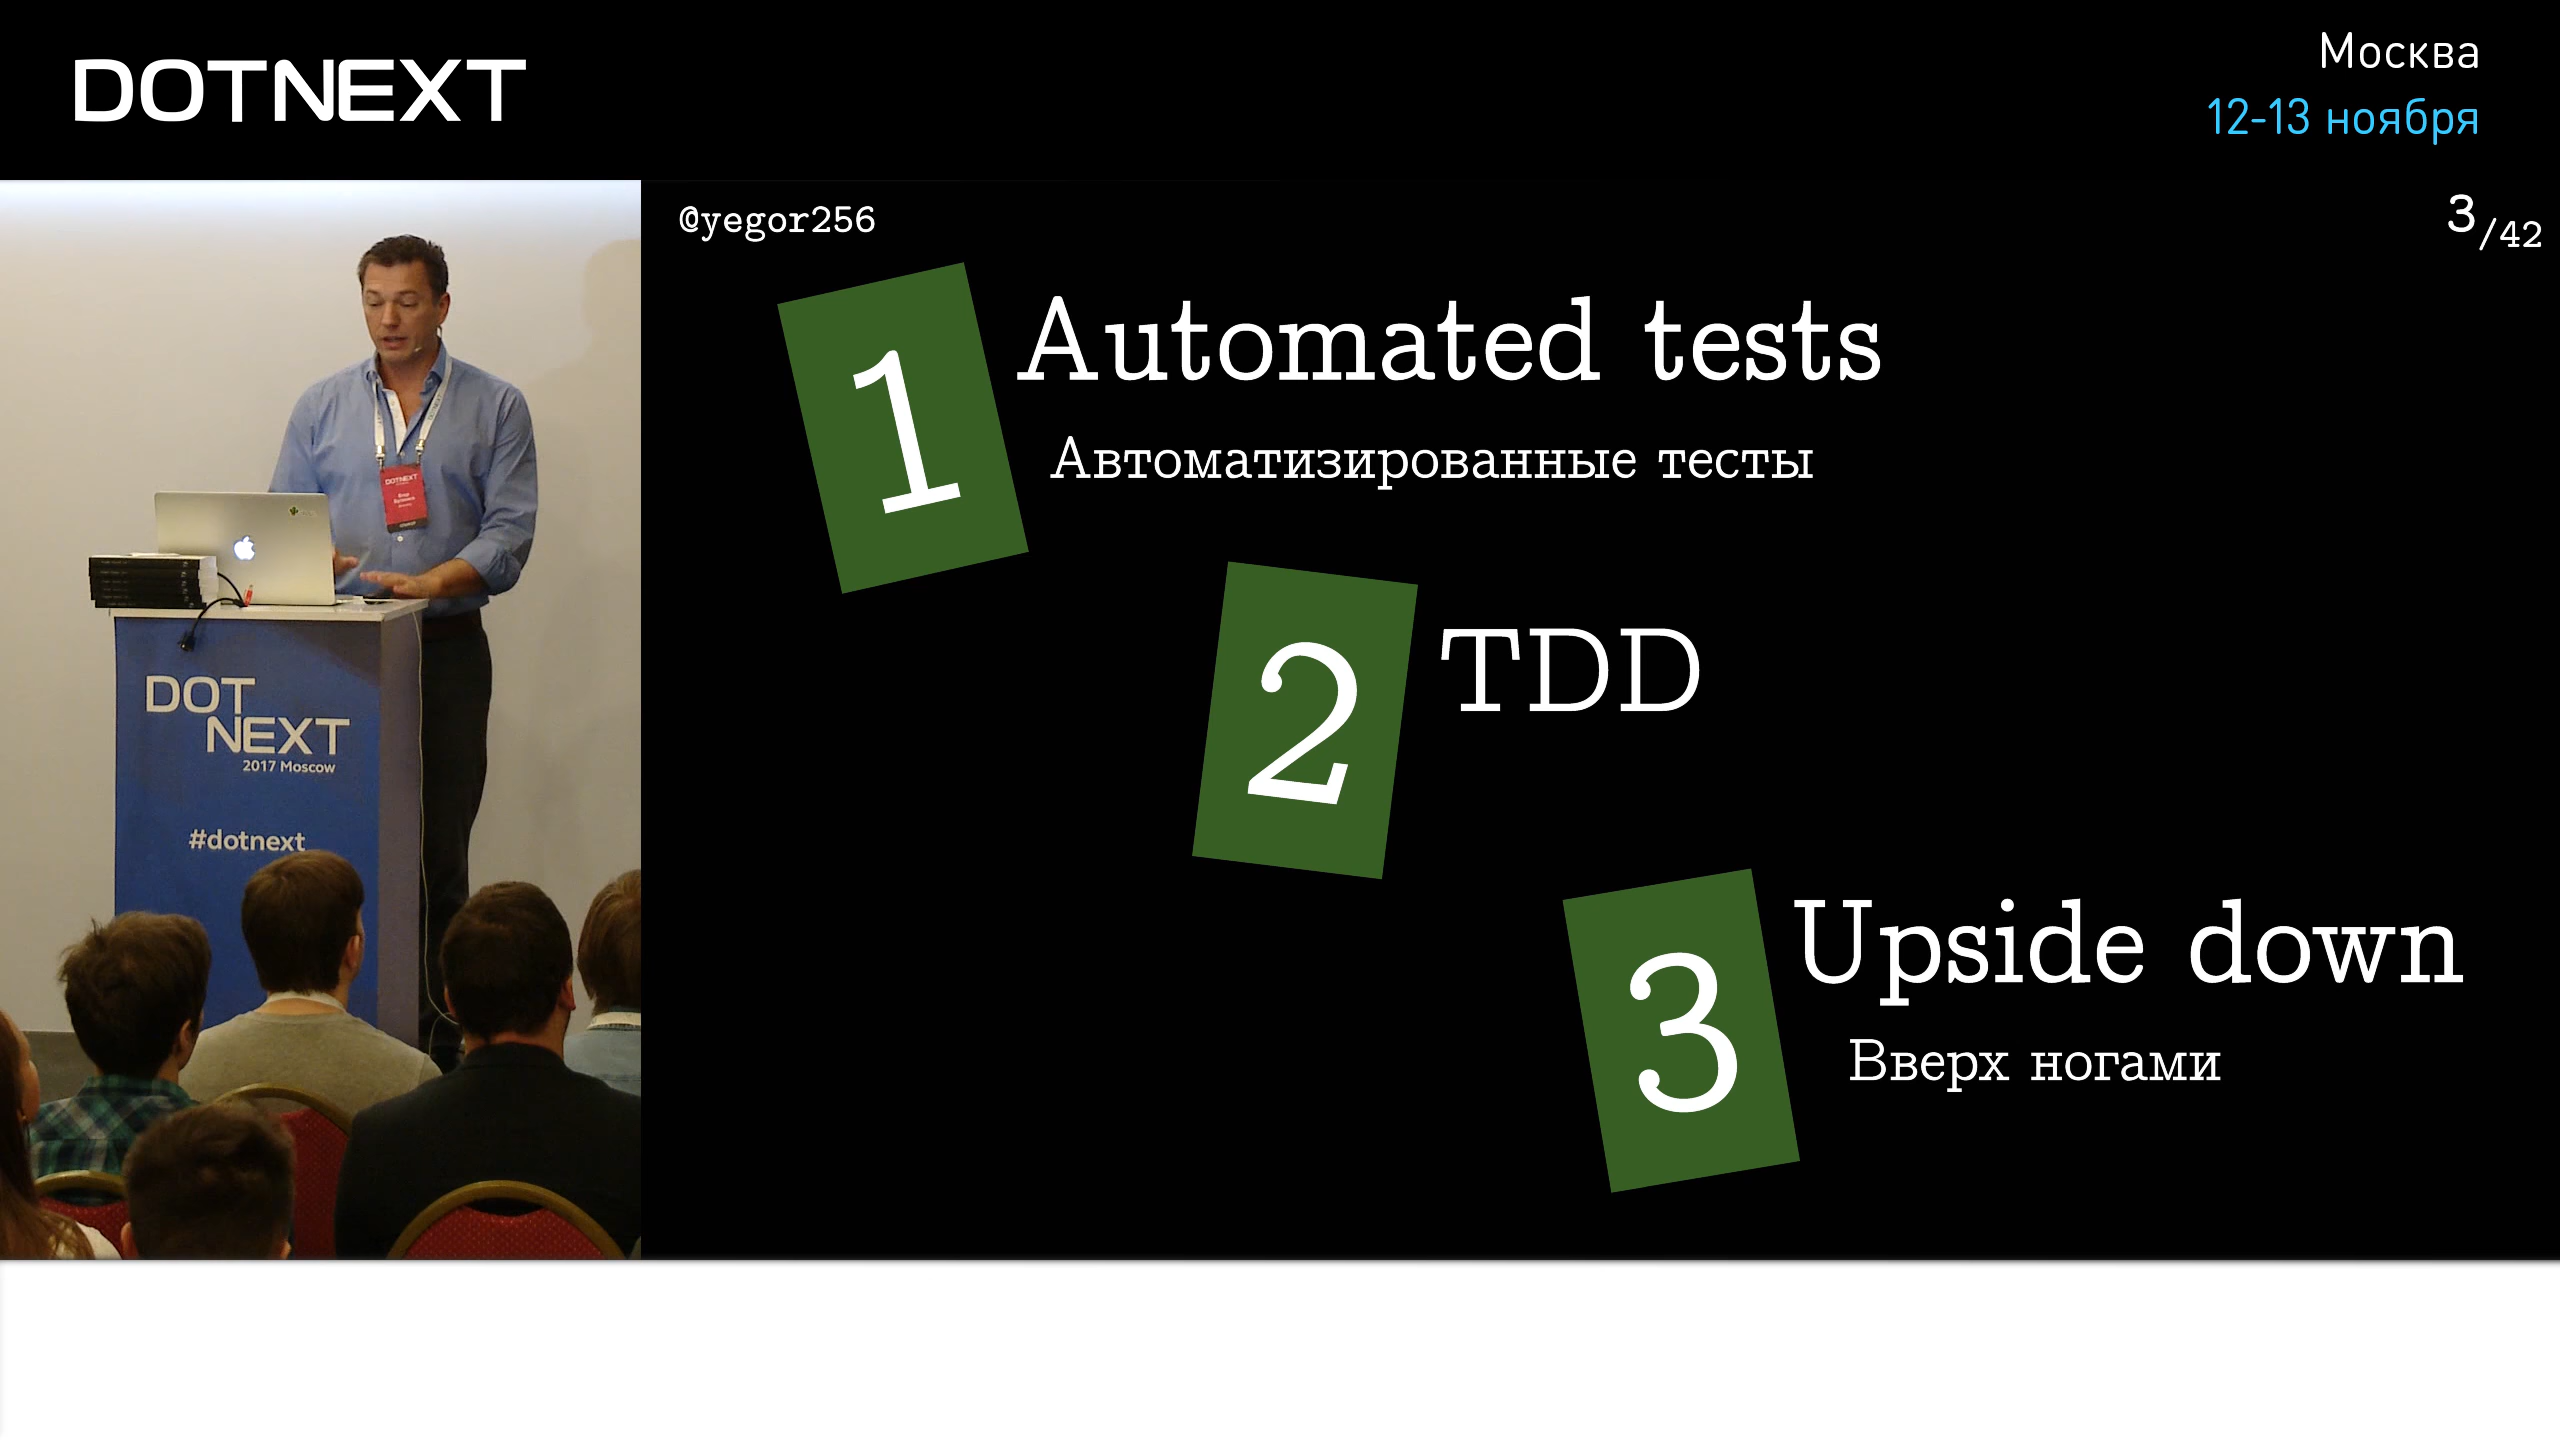 DOTNEXT
Москва
12-13 ноября
@yegor256
3/42
1 Automated tests
Автоматизированные тесты
2 TDD
3 Upside down
Вверх ногами
DOTNEXT
DOT
NEXT
2017 Moscow
#dotnext